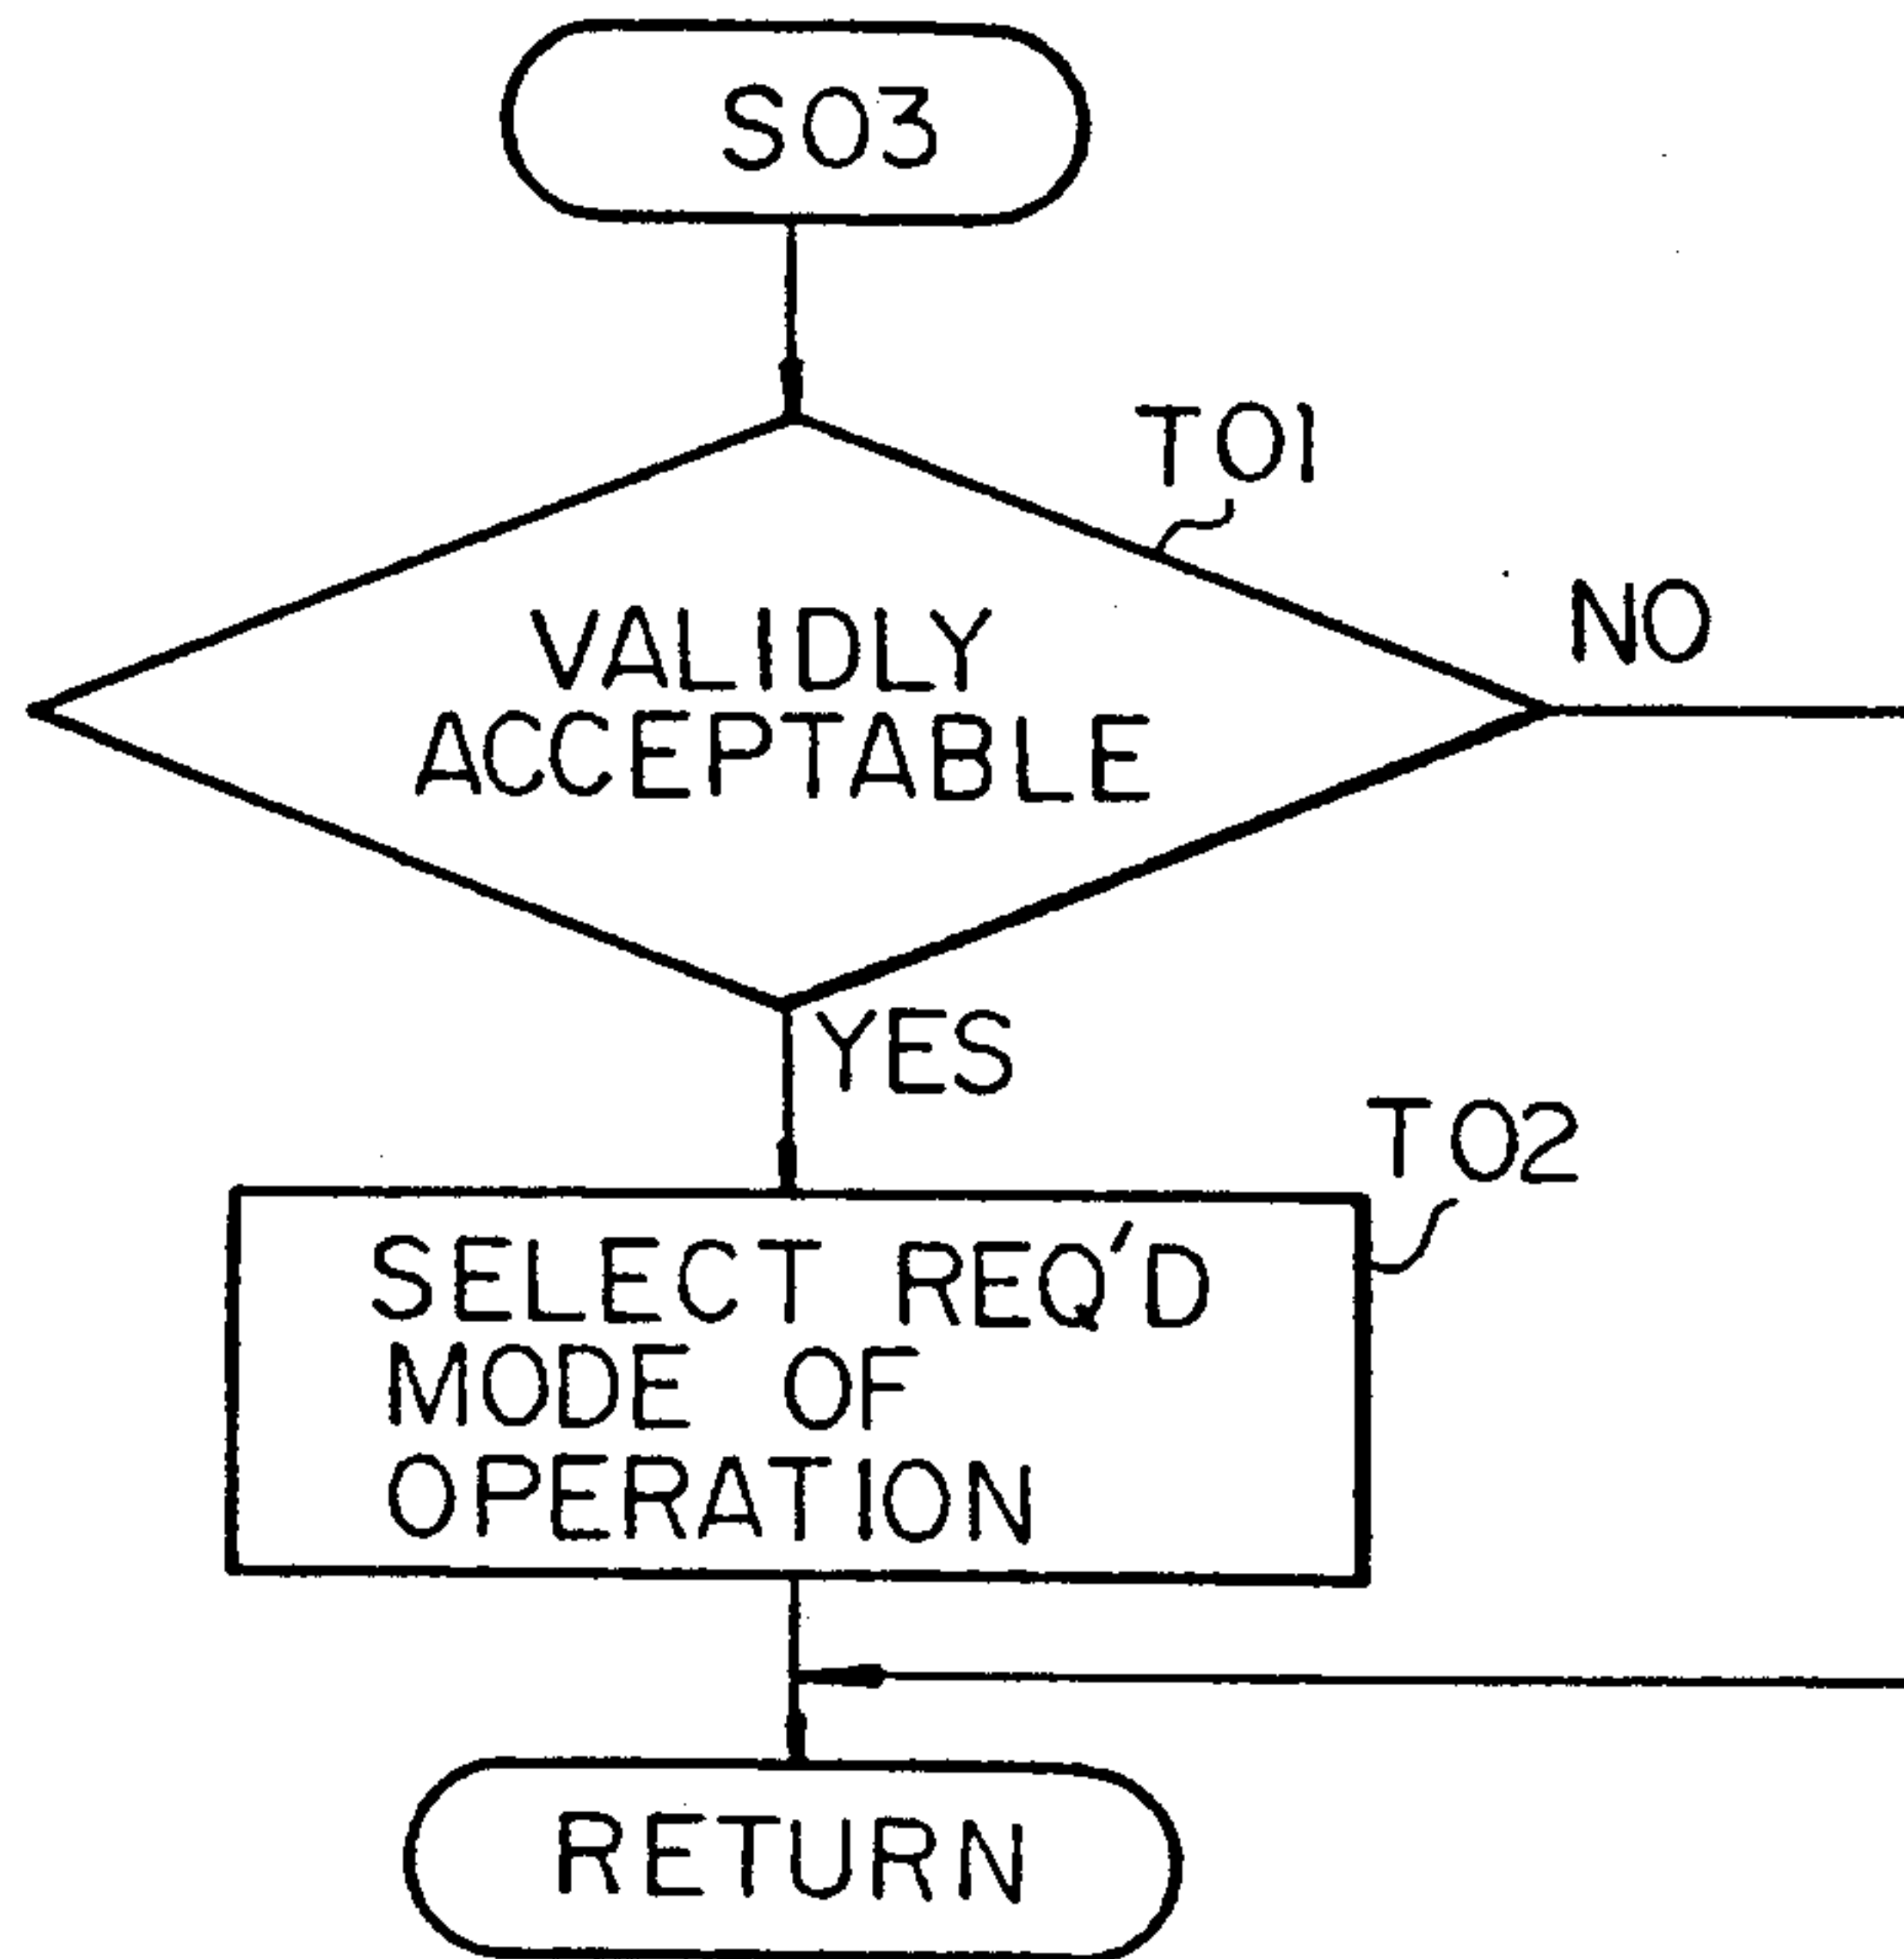 S03
T01
VALIDLY
ACCEPTABLE
NO
YES
T02
SELECT REQ'D
MODE OF
OPERATION
RETURN